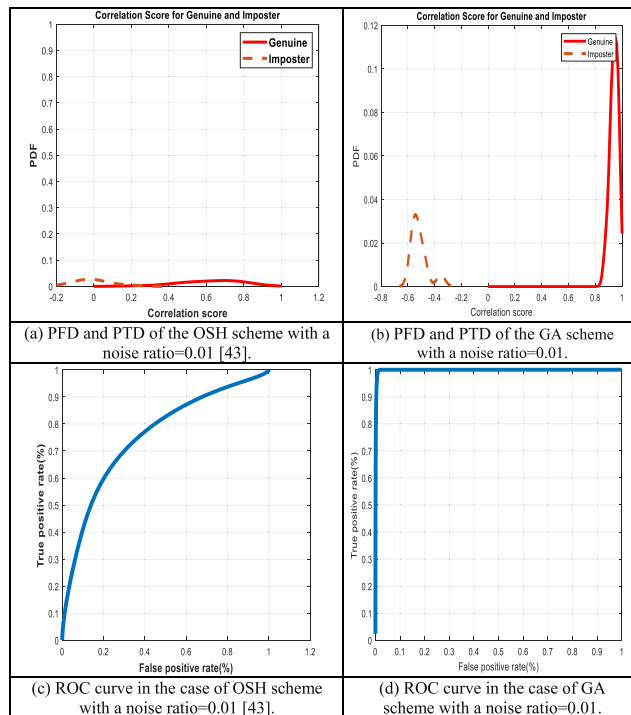 Correlation Score for Genuine and Imposter
1
0.9
0.8
0.7
0.6
0.5
0.4
0.3
0.2
0.1
0
PDF
Genuine
Imposter
-0.2 0 0.2 0.4 0.6 0.8 1 1.2
Correlation score
Correlation Score for Genuine and Imposter
0.12
0.1
0.08
0.06
0.04
0.02
0
PDF
Genuine
Imposter
-0.8 -0.6 -0.4 -0.2 0 0.2 0.4 0.6 0.8 1
Correlation score
(a) PFD and PTD of the OSH scheme with a
noise ratio=0.01 [43].
(b) PFD and PTD of the GA scheme
with a noise ratio=0.01.
1
0.9
0.8
0.7
0.6
0.5
0.4
0.3
0.2
0.1
0
True positive rate(%)
0 0.2 0.4 0.6 0.8 1 1.2
False positive rate(%)
1
0.9
0.8
0.7
0.6
0.5
0.4
0.3
0.2
0.1
0
True positive rate(%)
0 0.1 0.2 0.3 0.4 0.5 0.6 0.7 0.8 0.9 1
False positive rate(%)
(c) ROC curve in the case of OSH scheme
with a noise ratio=0.01 [43].
(d) ROC curve in the case of GA
scheme with a noise ratio=0.01.